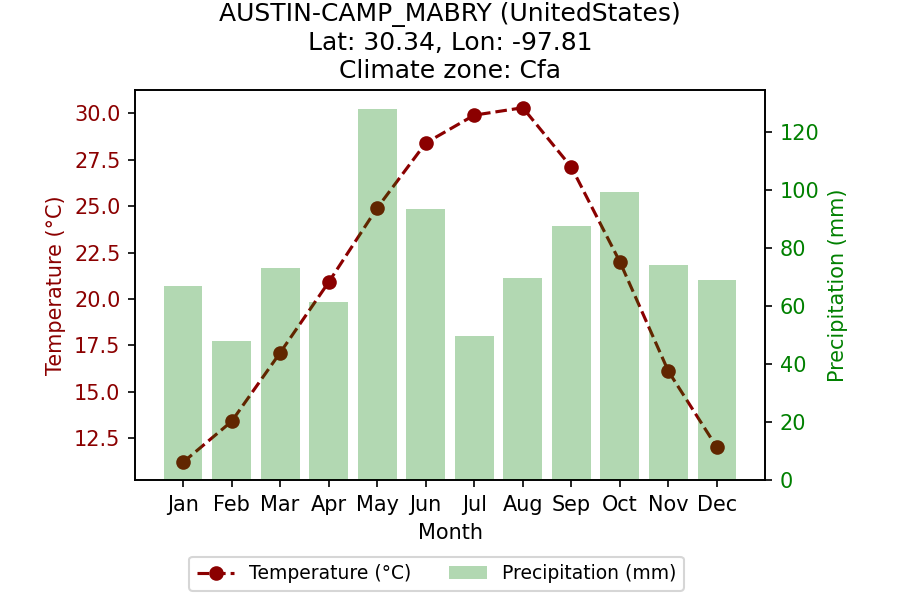 AUSTIN-CAMP_MABRY (UnitedStates)
Lat: 30.34, Lon: -97.81
Climate zone: Cfa
30.0
27.5
25.0
22.5
20.0
17.5
15.0
12.5
Temperature (°C)
120
100
80
60
40
20
0
Precipitation (mm)
Jan Feb Mar Apr May Jun Jul Aug Sep Oct Nov Dec
Month
Temperature (°C) Precipitation (mm)